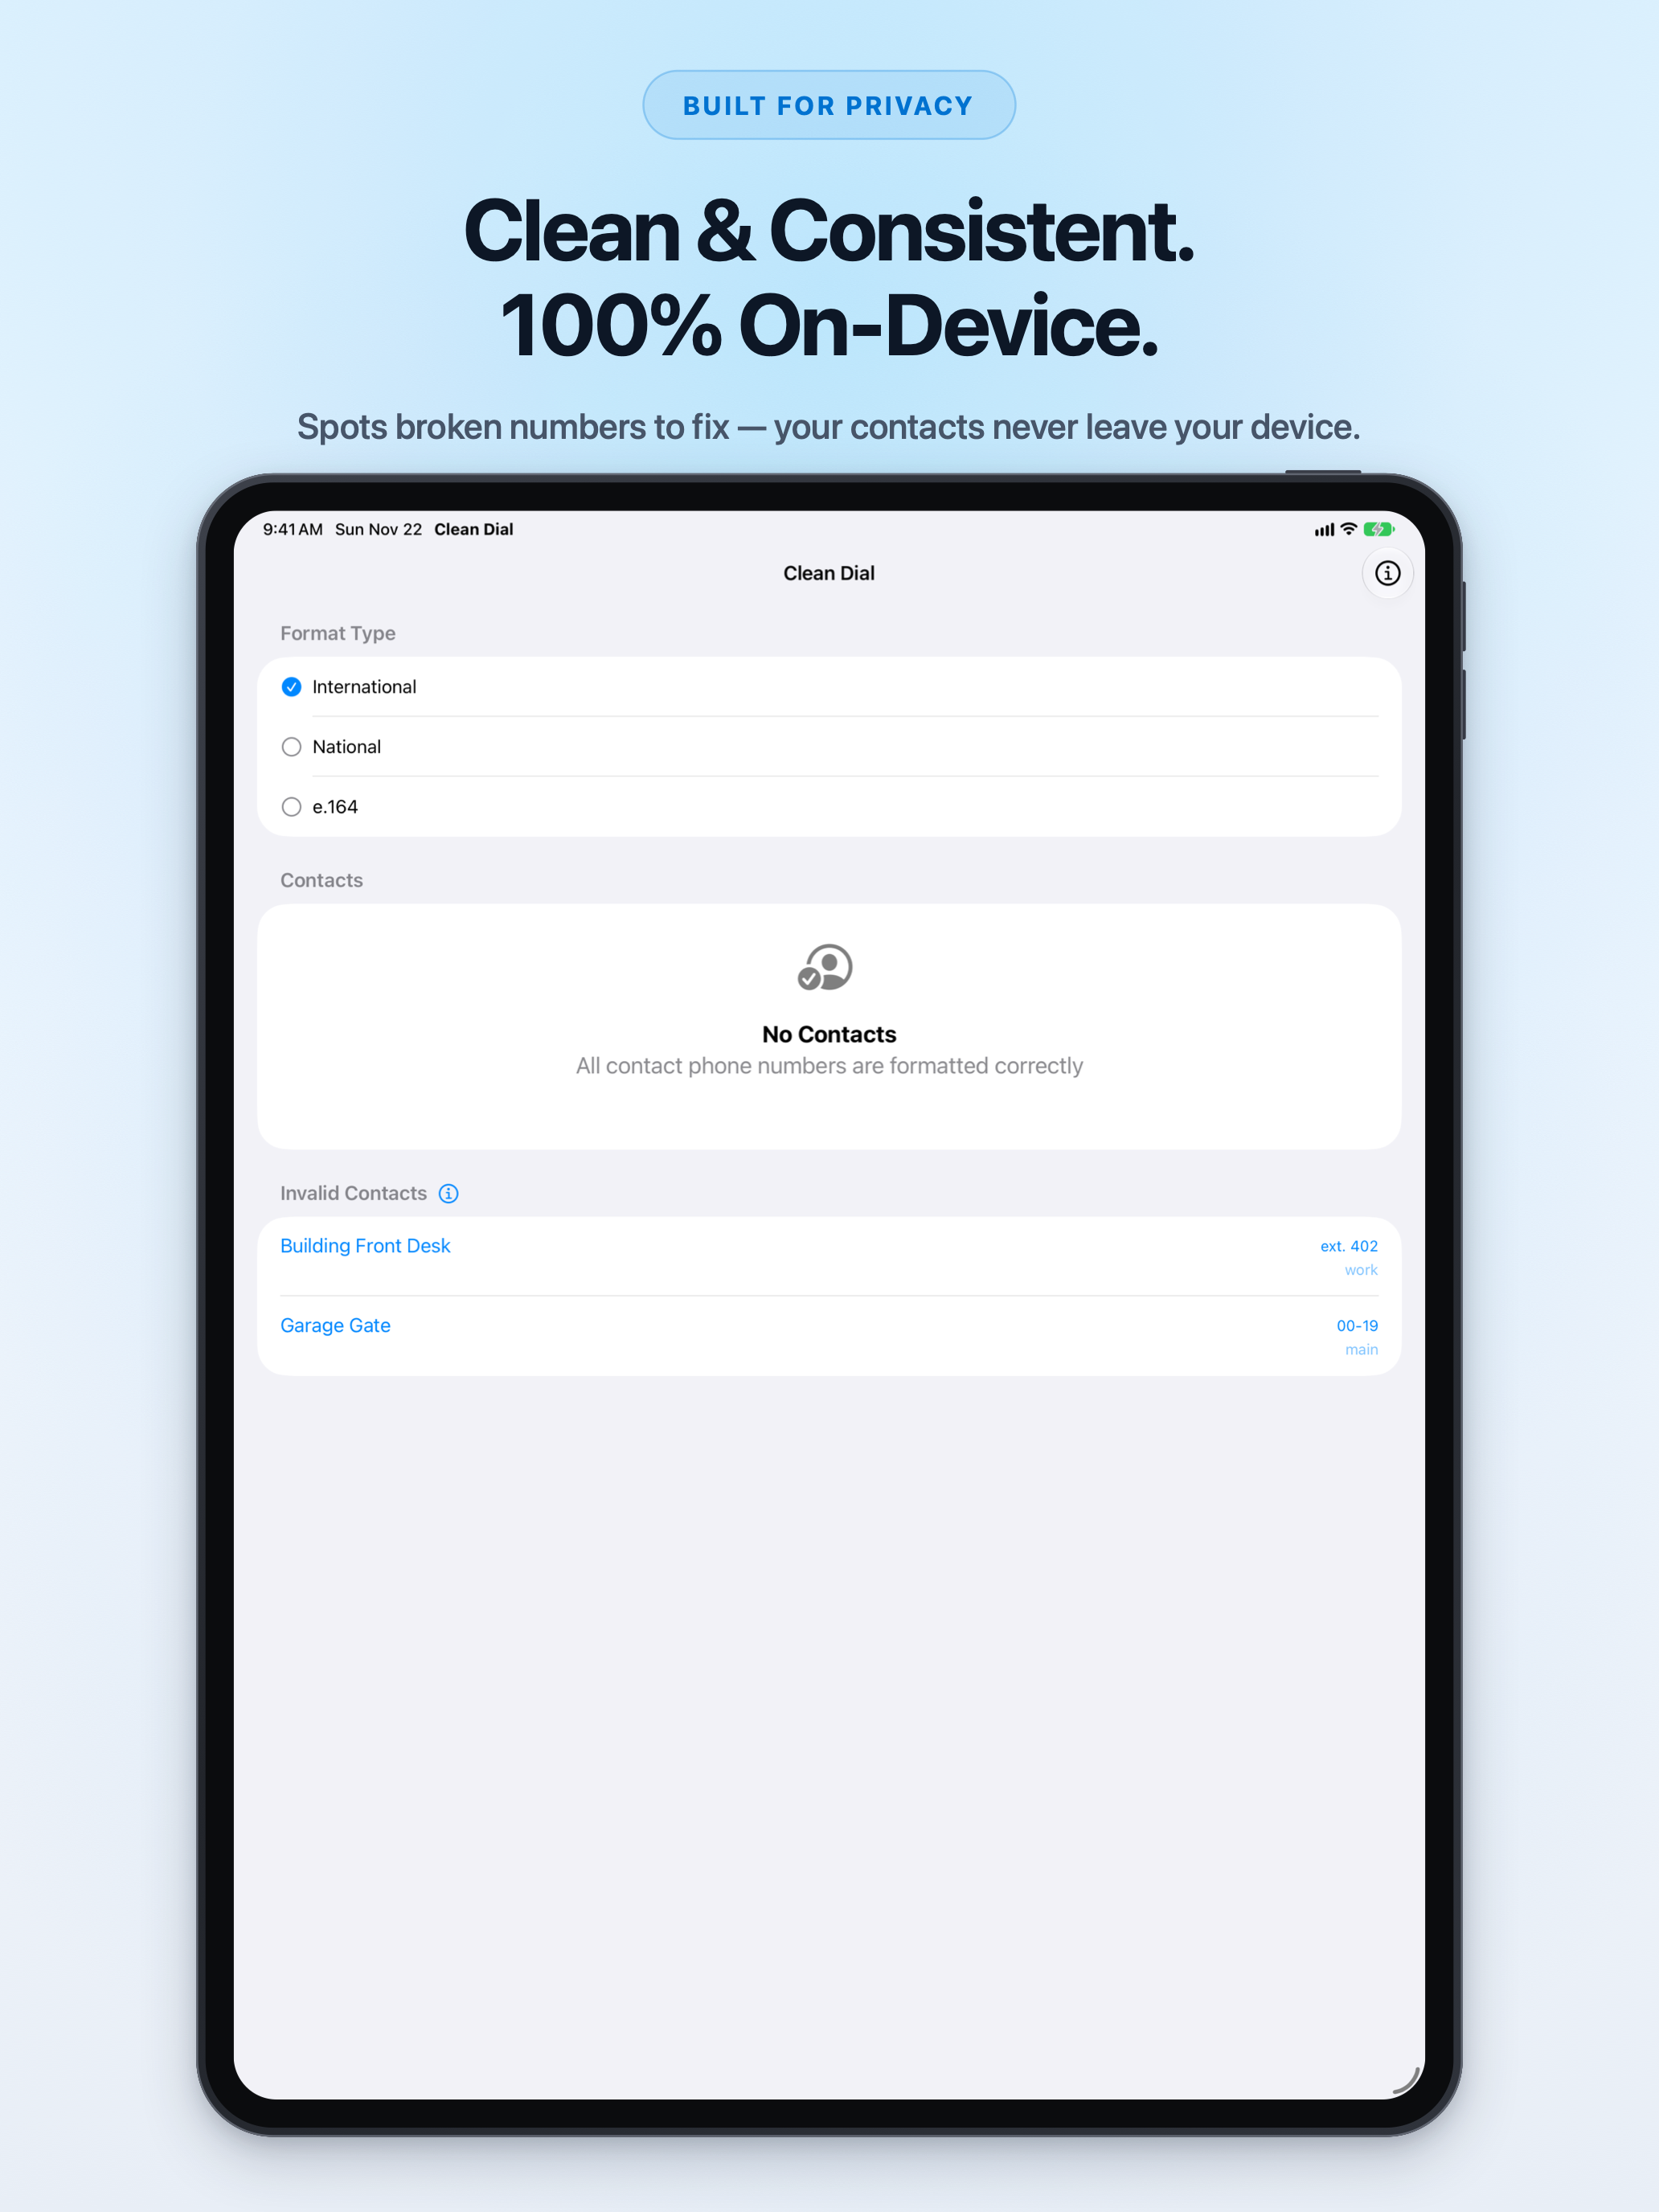 BUILT FOR PRIVACY
Clean & Consistent.
100% On-Device.
Spots broken numbers to fix — your contacts never leave your device.
9:41 AM Sun Nov 22 Clean Dial
Clean Dial
Format Type
International
National
e.164
Contacts
No Contacts
All contact phone numbers are formatted correctly
Invalid Contacts
Building Front Desk ext. 402
work
Garage Gate 00-19
main